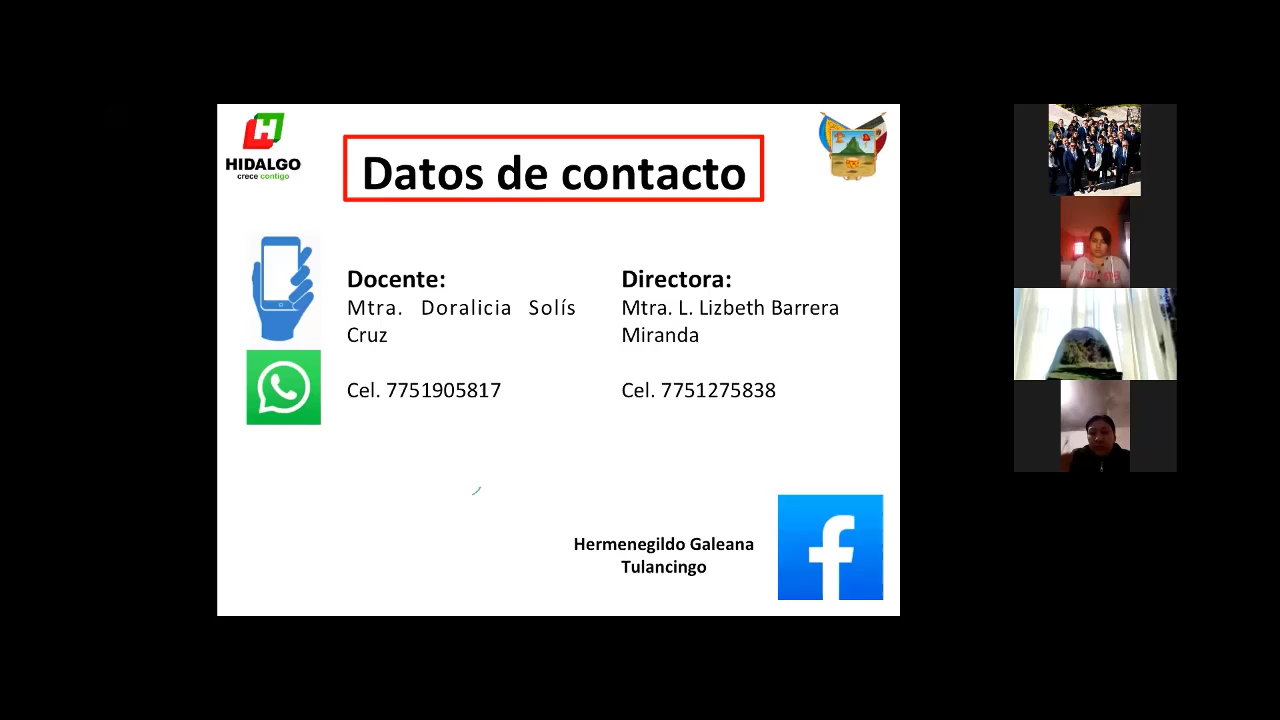 HIDALGO
crece contigo
Datos de contacto
Docente:
Mtra. Doralicia Solís
Cruz
Cel. 7751905817
Directora:
Mtra. L. Lizbeth Barrera
Miranda
Cel. 7751275838
Hermenegildo Galeana
Tulancingo